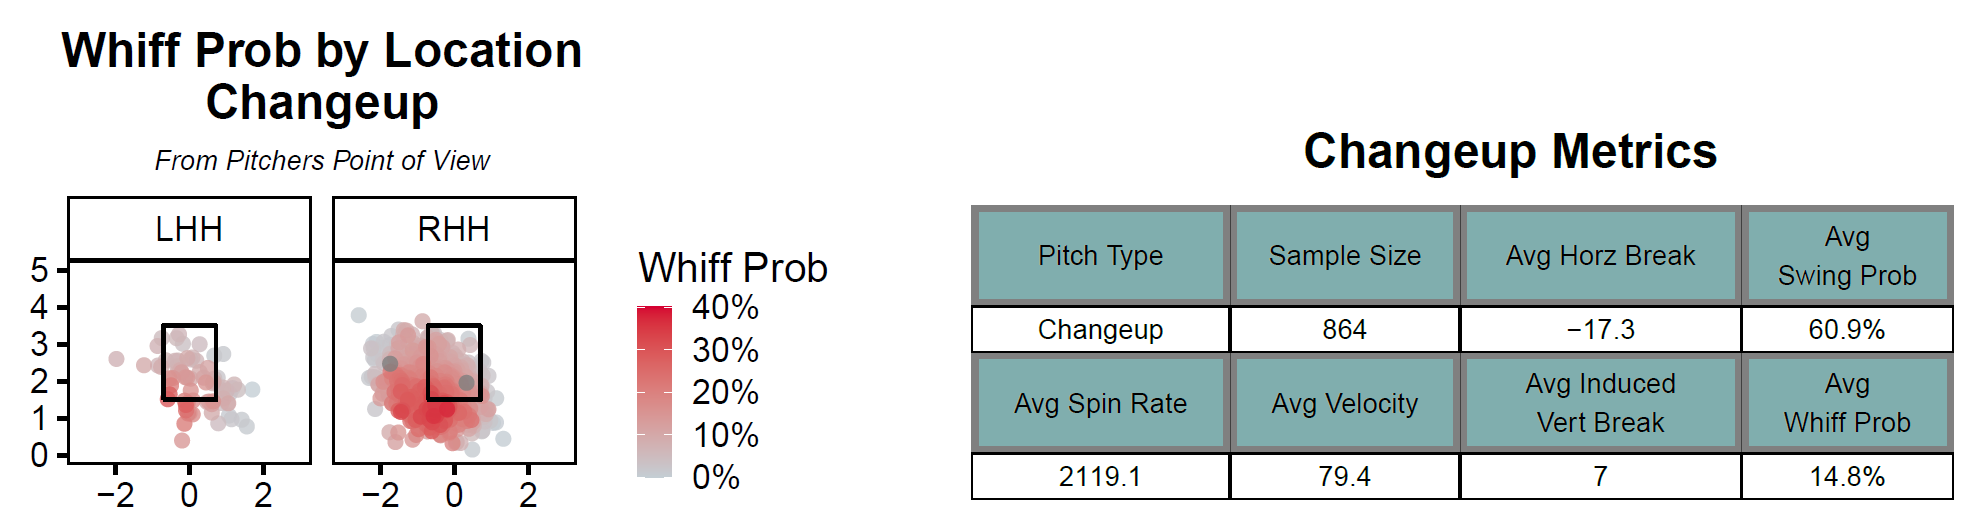 Whiff Prob by Location
Changeup
From Pitchers Point of View
LHH
RHH
5
4
3
2
1
0
−2
0
2
−2
0
2
Whiff Prob
40%
30%
20%
10%
0%
Changeup Metrics
Pitch Type
Sample Size
Avg Horz Break
Avg
Swing Prob
Changeup
864
−17.3
60.9%
Avg Spin Rate
Avg Velocity
Avg Induced
Vert Break
Avg
Whiff Prob
2119.1
79.4
7
14.8%